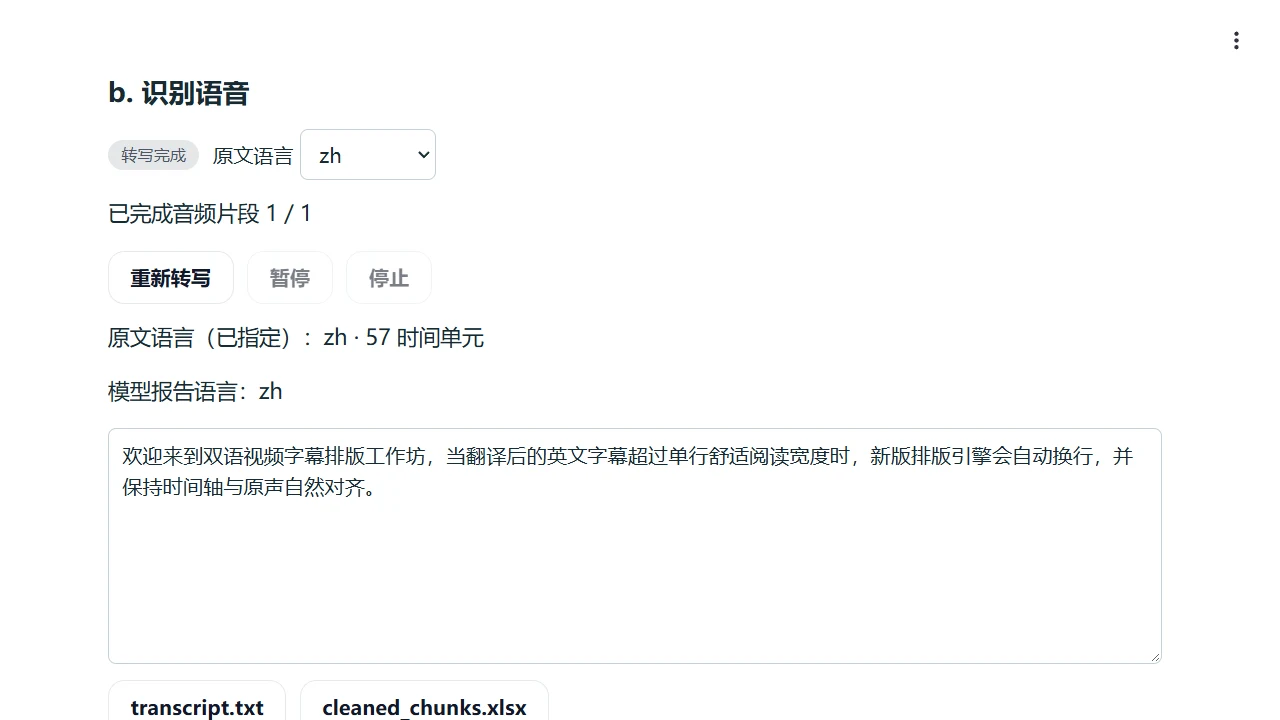 b. 识别语音
转写完成 原文语言 zh
已完成音频片段 1 / 1
重新转写 暂停 停止
原文语言（已指定）：zh · 57 时间单元
模型报告语言：zh
欢迎来到双语视频字幕排版工作坊，当翻译后的英文字幕超过单行舒适阅读宽度时，新版排版引擎会自动换行，并
保持时间轴与原声自然对齐。
transcript.txt cleaned_chunks.xlsx